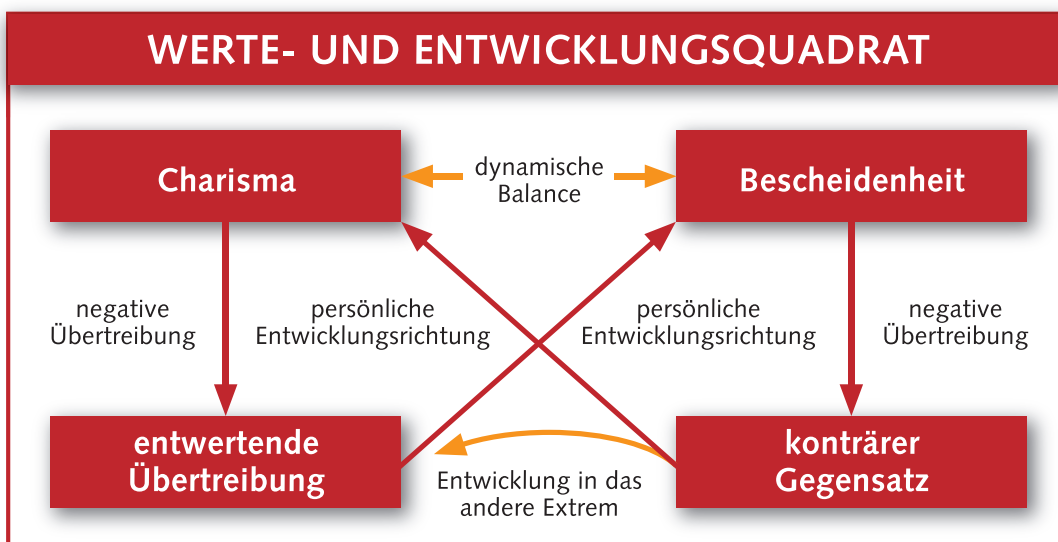 WERTE- UND ENTWICKLUNGSQUADRAT
Charisma
dynamische
Balance
Bescheidenheit
negative
Übertreibung
persönliche
Entwicklungsrichtung
persönliche
Entwicklungsrichtung
negative
Übertreibung
entwertende
Übertreibung
Entwicklung in das
andere Extrem
konträrer
Gegensatz